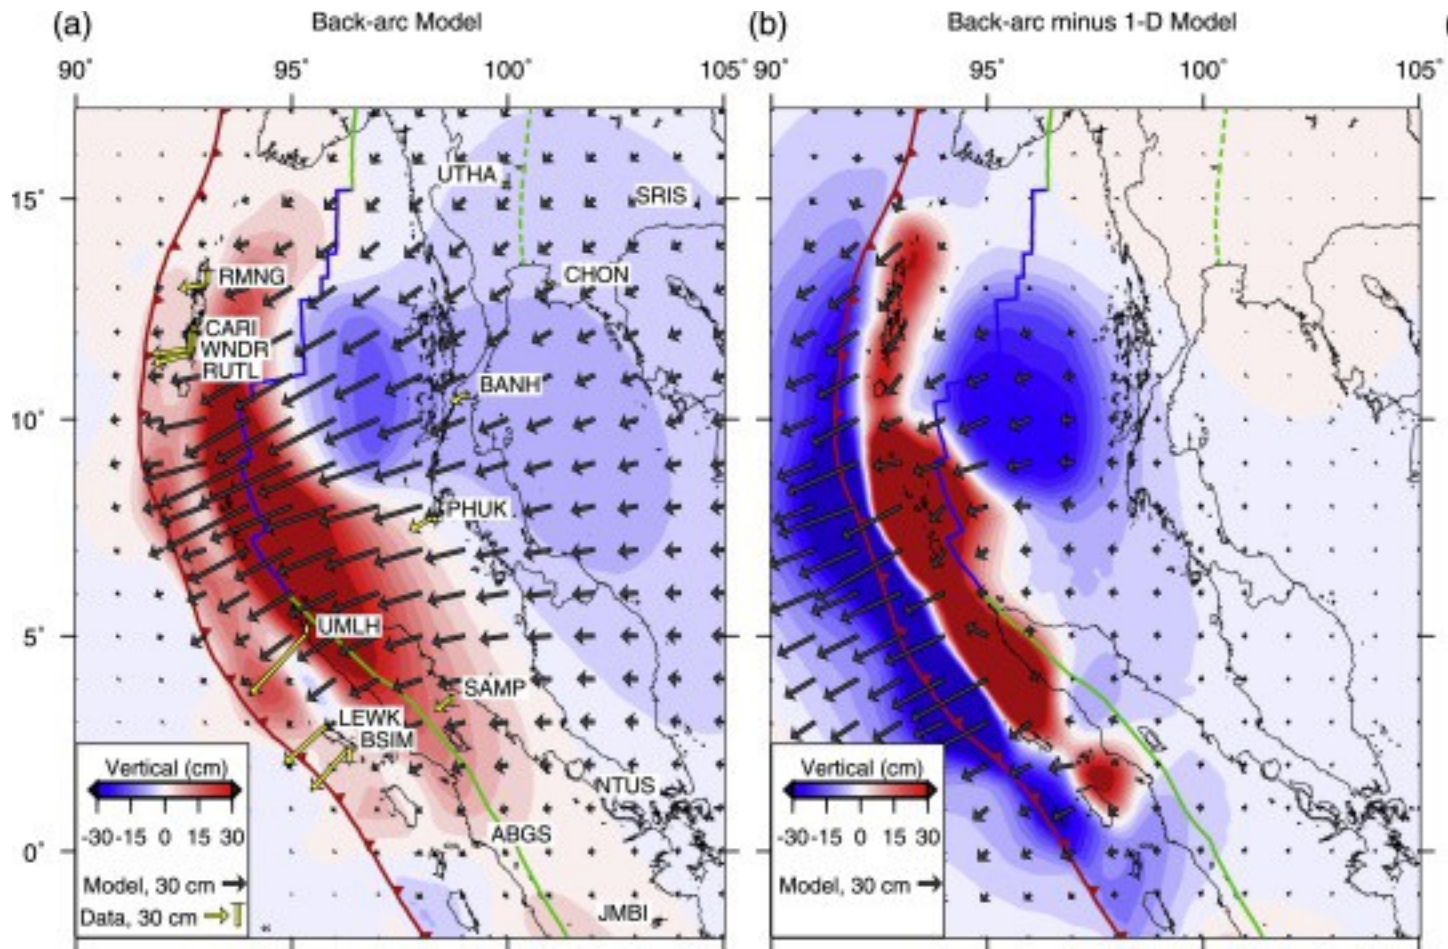 (a) Back-arc Model
(b) Back-arc minus 1-D Model
90° 95° 100° 105°
90° 95° 100° 105°
15°
10°
5°
0°
UTHA
SRIS
RMNG
CHON
CARI
WNDR
RUTL
BANH
PHUK
UMLH
SAMP
LEWK
BSIM
NTUS
ABGS
JMBI
Vertical (cm)
-30 -15 0 15 30
Model, 30 cm
Data, 30 cm
Vertical (cm)
-30 -15 0 15 30
Model, 30 cm